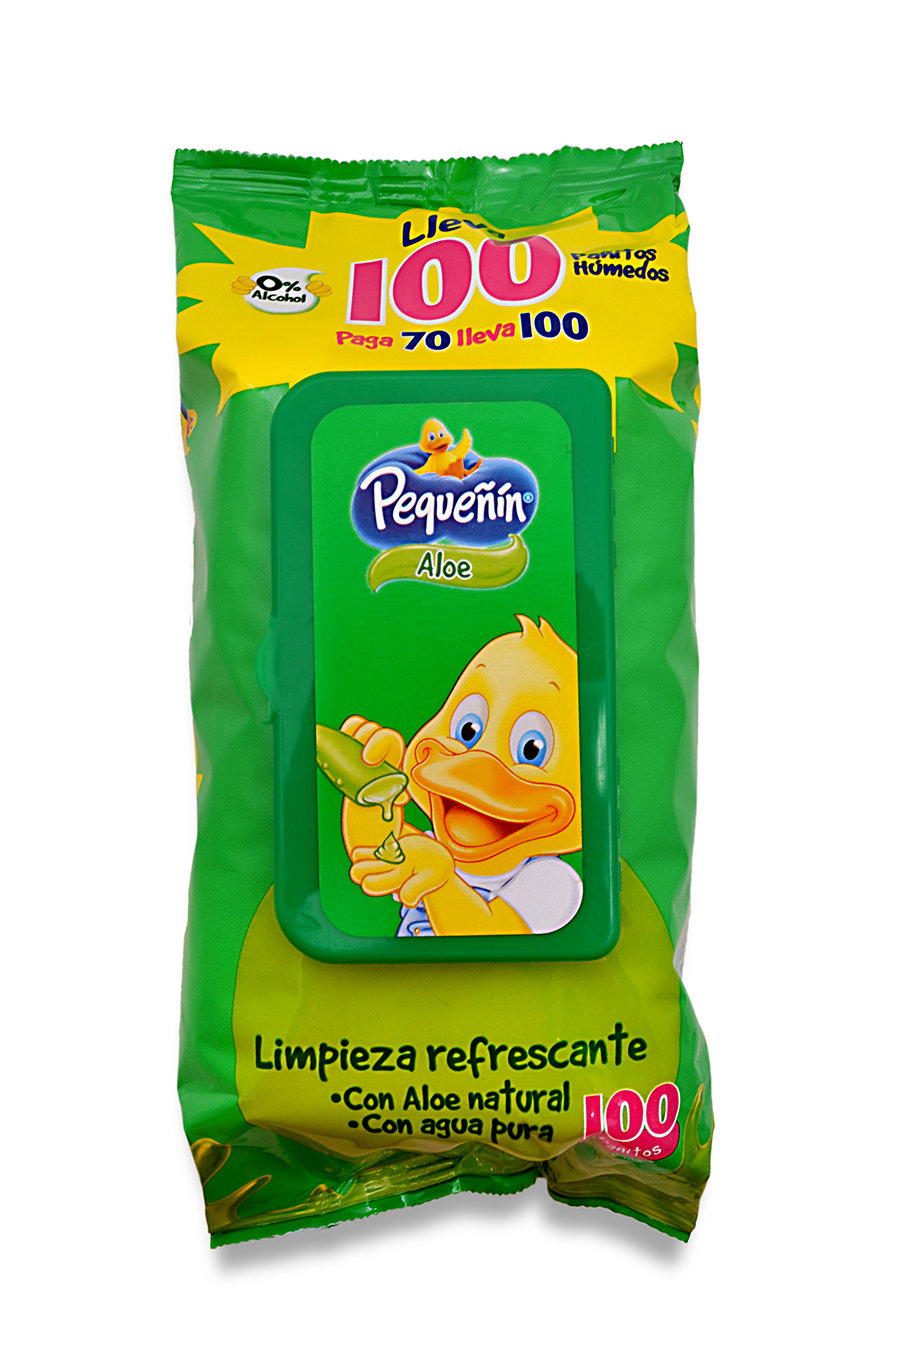 Lleva
100
Pañitos
Húmedos
0%
Alcohol
Paga 70 lleva 100
Pequeñín®
Aloe
Limpieza refrescante
•Con Aloe natural
•Con agua pura
100
Pañitos